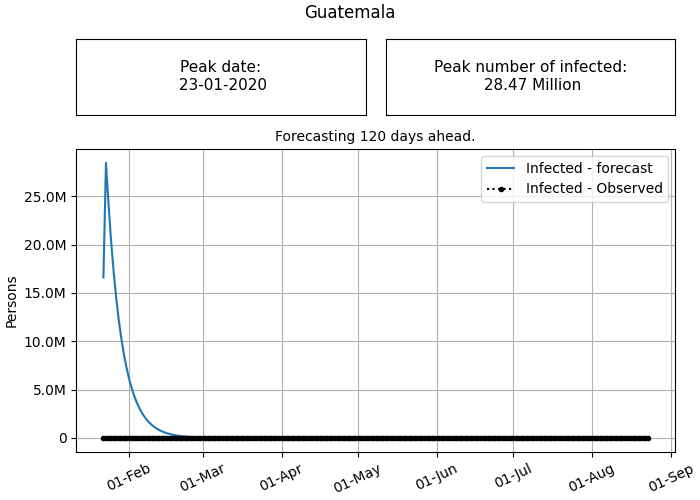 Guatemala
Peak date:
23-01-2020
Peak number of infected:
28.47 Million
Forecasting 120 days ahead.
Infected - forecast
Infected - Observed
Persons
25.0M
20.0M
15.0M
10.0M
5.0M
0
01-Feb
01-Mar
01-Apr
01-May
01-Jun
01-Jul
01-Aug
01-Sep